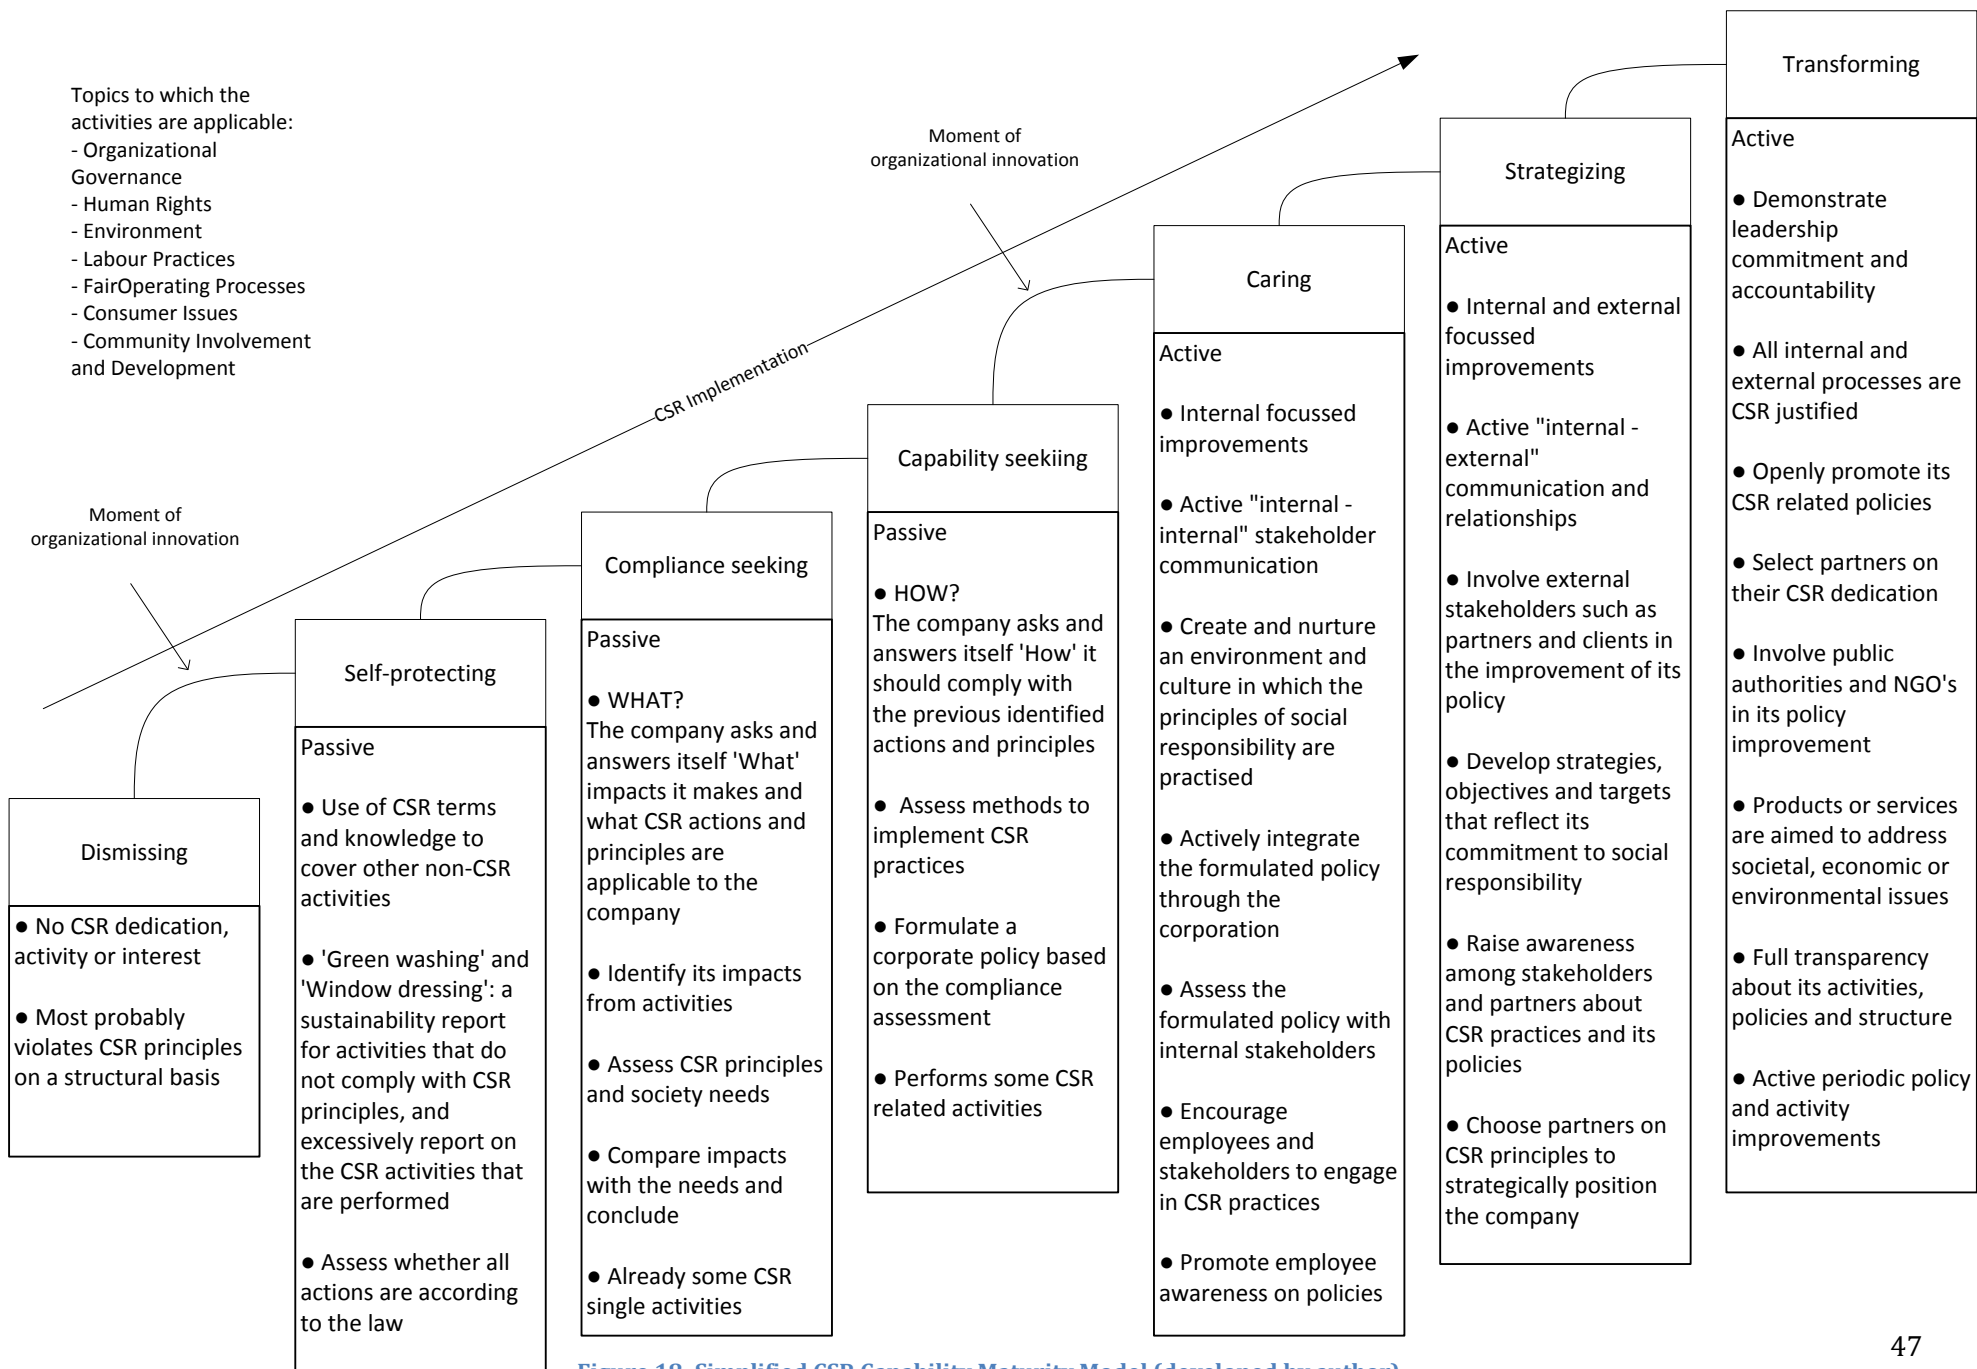 Topics to which the
activities are applicable:
- Organizational
Governance
- Human Rights
- Environment
- Labour Practices
- FairOperating Processes
- Consumer Issues
- Community Involvement
and Development
Moment of
organizational innovation
CSR Implementation
Moment of
organizational innovation
Dismissing
● No CSR dedication,
activity or interest
● Most probably
violates CSR principles
on a structural basis
Self-protecting
Passive
● Use of CSR terms
and knowledge to
cover other non-CSR
activities
● 'Green washing' and
'Window dressing': a
sustainability report
for activities that do
not comply with CSR
principles, and
excessively report on
the CSR activities that
are performed
● Assess whether all
actions are according
to the law
Compliance seeking
Passive
● WHAT?
The company asks and
answers itself 'What'
impacts it makes and
what CSR actions and
principles are
applicable to the
company
● Identify its impacts
from activities
● Assess CSR principles
and society needs
● Compare impacts
with the needs and
conclude
● Already some CSR
single activities
Capability seekiing
Passive
● HOW?
The company asks and
answers itself 'How' it
should comply with
the previous identified
actions and principles
● Assess methods to
implement CSR
practices
● Formulate a
corporate policy based
on the compliance
assessment
● Performs some CSR
related activities
Caring
Active
● Internal focussed
improvements
● Active "internal -
internal" stakeholder
communication
● Create and nurture
an environment and
culture in which the
principles of social
responsibility are
practised
● Actively integrate
the formulated policy
through the
corporation
● Assess the
formulated policy with
internal stakeholders
● Encourage
employees and
stakeholders to engage
in CSR practices
● Promote employee
awareness on policies
Strategizing
Active
● Internal and external
focussed
improvements
● Active "internal -
external"
communication and
relationships
● Involve external
stakeholders such as
partners and clients in
the improvement of its
policy
● Develop strategies,
objectives and targets
that reflect its
commitment to social
responsibility
● Raise awareness
among stakeholders
and partners about
CSR practices and its
policies
● Choose partners on
CSR principles to
strategically position
the company
Transforming
Active
● Demonstrate
leadership
commitment and
accountability
● All internal and
external processes are
CSR justified
● Openly promote its
CSR related policies
● Select partners on
their CSR dedication
● Involve public
authorities and NGO's
in its policy
improvement
● Products or services
are aimed to address
societal, economic or
environmental issues
● Full transparency
about its activities,
policies and structure
● Active periodic policy
and activity
improvements
Figure 18, Simplified CSR Capability Maturity Model (developed by author)
47